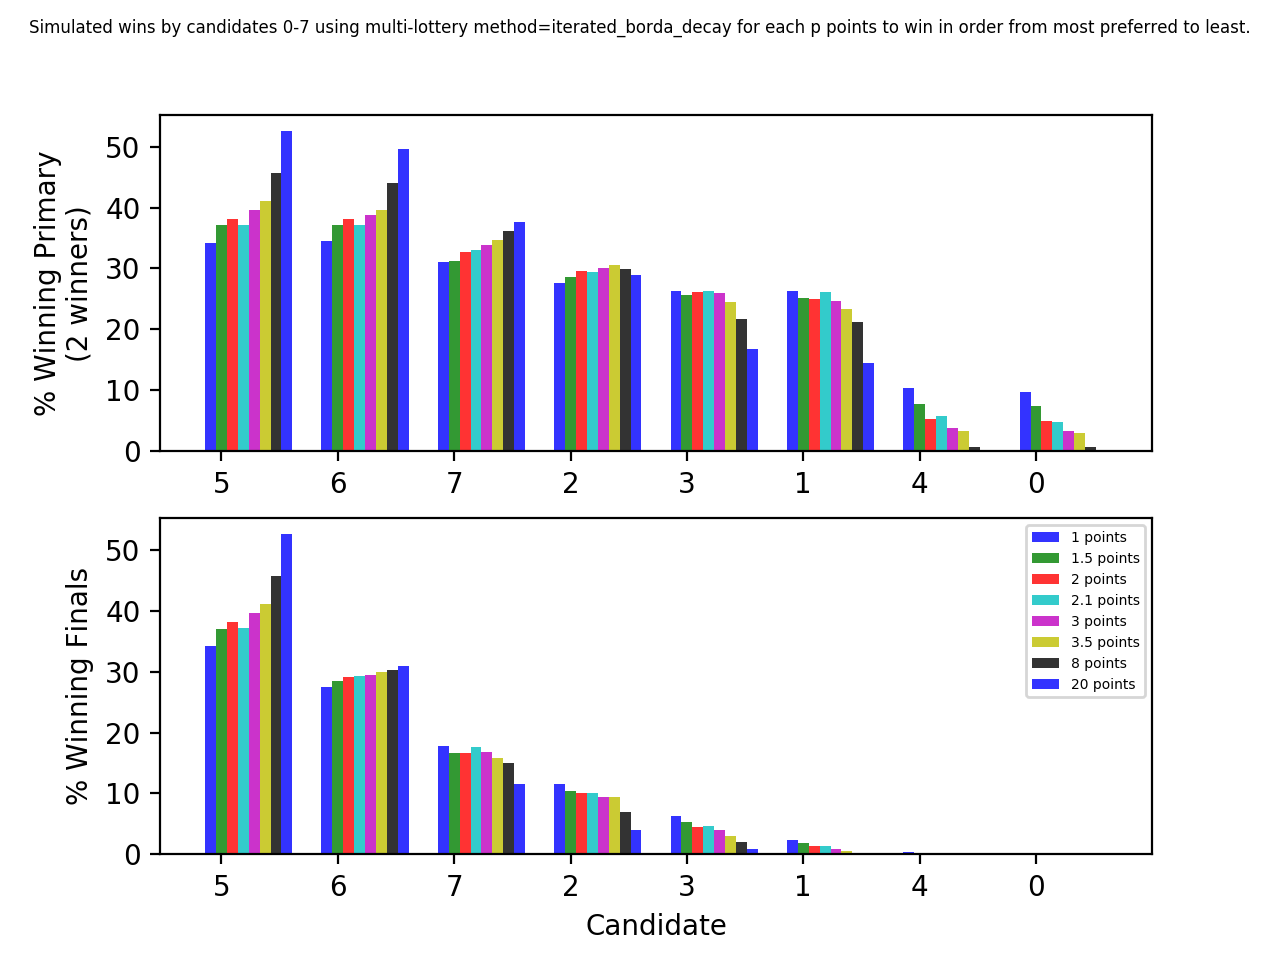 Simulated wins by candidates 0-7 using multi-lottery method=iterated_borda_decay for each p points to win in order from most preferred to least.
% Winning Primary
(2 winners)
50
40
30
20
10
0
5 6 7 2 3 1 4 0
% Winning Finals
50
40
30
20
10
0
1 points
1.5 points
2 points
2.1 points
3 points
3.5 points
8 points
20 points
5 6 7 2 3 1 4 0
Candidate